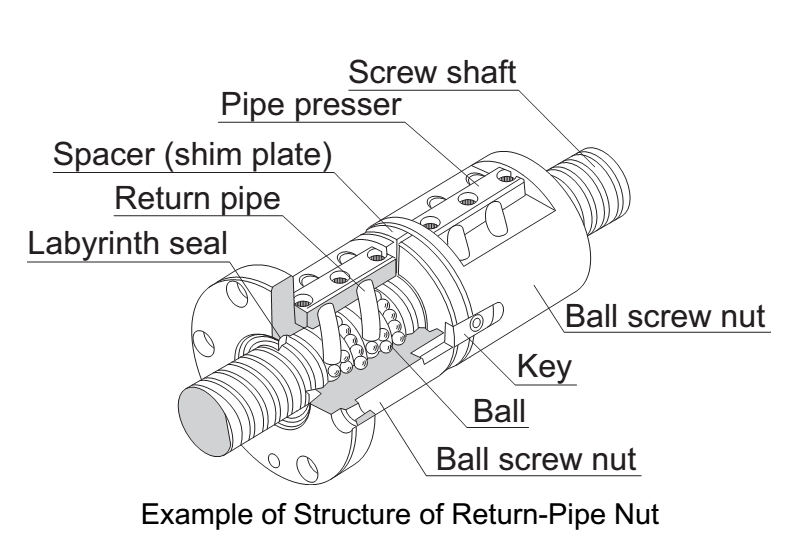 Screw shaft
Pipe presser
Spacer (shim plate)
Return pipe
Labyrinth seal
Ball screw nut
Key
Ball
Ball screw nut
Example of Structure of Return-Pipe Nut